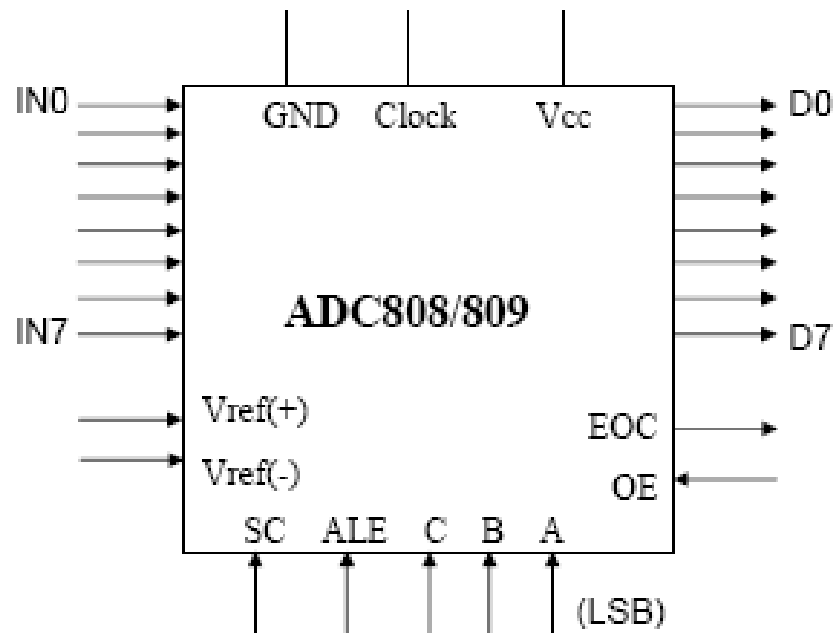 IN0
GND Clock Vcc
D0
ADC808/809
IN7
D7
Vref(+)
EOC
Vref(-)
OE
SC ALE C B A
(LSB)